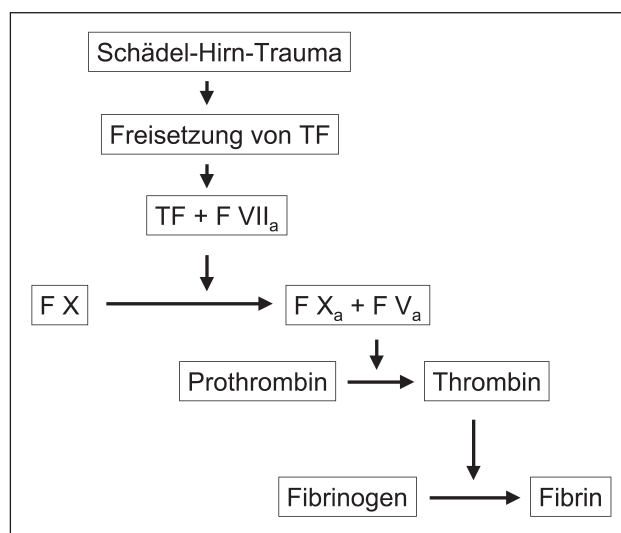 Schädel-Hirn-Trauma
Freisetzung von TF
TF + F VIIₐ
F X
F Xₐ + F Vₐ
Prothrombin
Thrombin
Fibrinogen
Fibrin